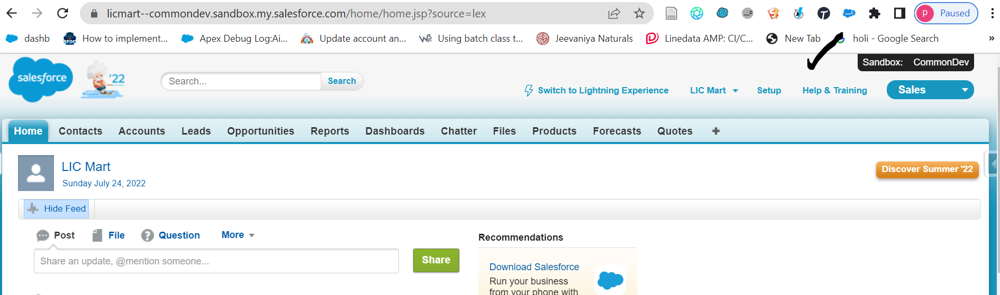 licmart--commondev.sandbox.my.salesforce.com/home/home.jsp?source=lex
p Paused
dashb How to implement... Apex Debug Log:Ai... Update account an... Using batch class t... Jeevaniya Naturals Linedata AMP: CI/C... New Tab holi - Google Search »
Sandbox: CommonDev
salesforce '22 Search... Search
Switch to Lightning Experience LIC Mart Setup Help & Training Sales
Home Contacts Accounts Leads Opportunities Reports Dashboards Chatter Files Products Forecasts Quotes +
LIC Mart
Discover Summer '22
Sunday July 24, 2022
Hide Feed
Post File Question More
Recommendations
Share an update, @mention someone... Share
Download Salesforce
Run your business
from your phone with